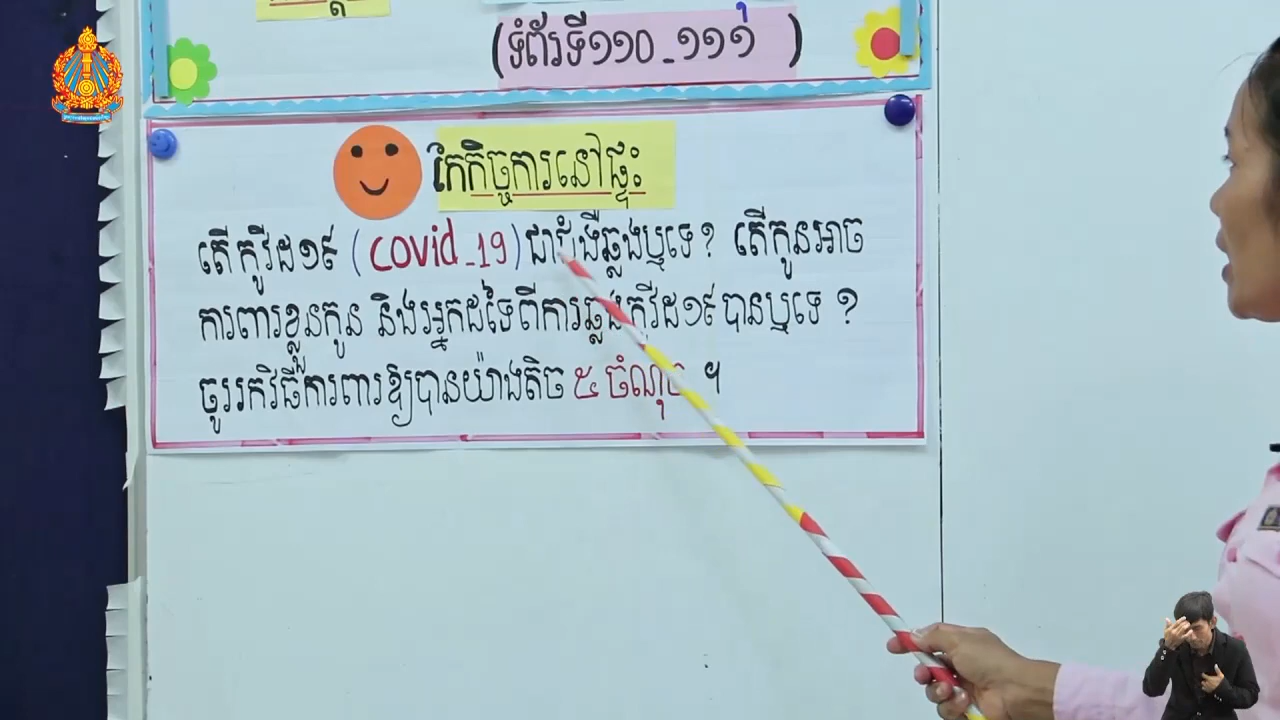 (ទំព័រទី១១០-១១១)
កែកិច្ចការនៅផ្ទះ
តើកូវីដ១៩ (covid-19) ជាជំងឺឆ្លងឬទេ? តើកូនអាច
ការពារខ្លួនកូន និងអ្នកដទៃពីការឆ្លងកូវីដ១៩បានឬទេ ?
ចូររកវិធីការពារឱ្យបានយ៉ាងតិច ៥ ចំណុច ។